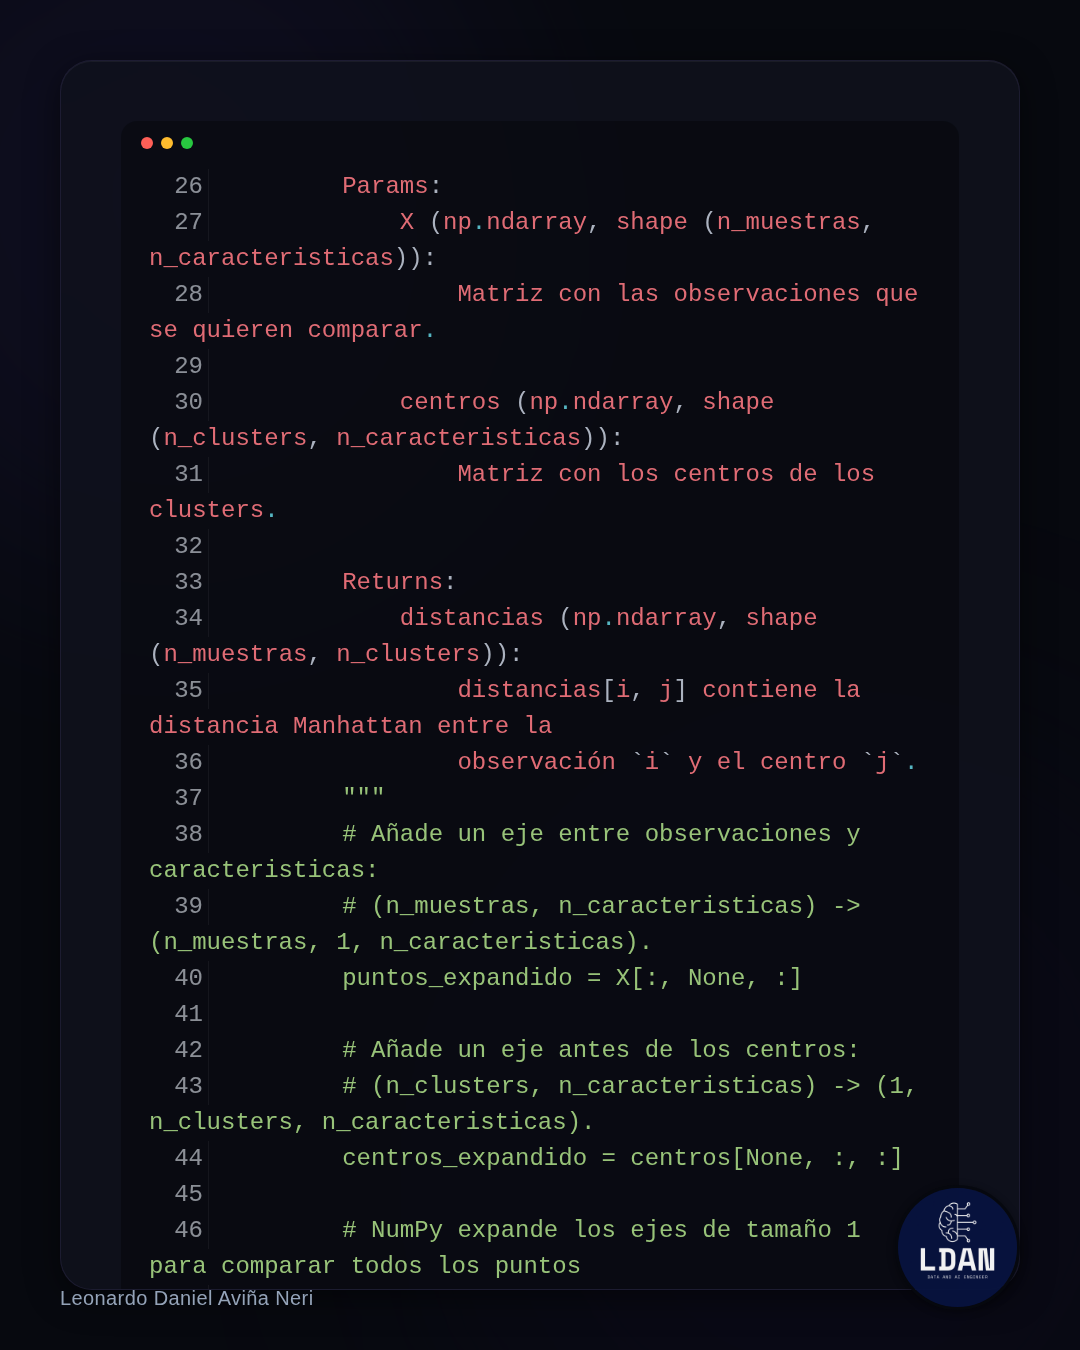 26         Params:
27             X (np.ndarray, shape (n_muestras,
n_caracteristicas)):
28                 Matriz con las observaciones que
se quieren comparar.
29
30             centros (np.ndarray, shape
(n_clusters, n_caracteristicas)):
31                 Matriz con los centros de los
clusters.
32
33         Returns:
34             distancias (np.ndarray, shape
(n_muestras, n_clusters)):
35                 distancias[i, j] contiene la
distancia Manhattan entre la
36                 observación `i` y el centro `j`.
37         """
38         # Añade un eje entre observaciones y
caracteristicas:
39         # (n_muestras, n_caracteristicas) ->
(n_muestras, 1, n_caracteristicas).
40         puntos_expandido = X[:, None, :]
41
42         # Añade un eje antes de los centros:
43         # (n_clusters, n_caracteristicas) -> (1,
n_clusters, n_caracteristicas).
44         centros_expandido = centros[None, :, :]
45
46         # NumPy expande los ejes de tamaño 1
para comparar todos los puntos
LDAN
DATA AND AI ENGINEER
Leonardo Daniel Aviña Neri